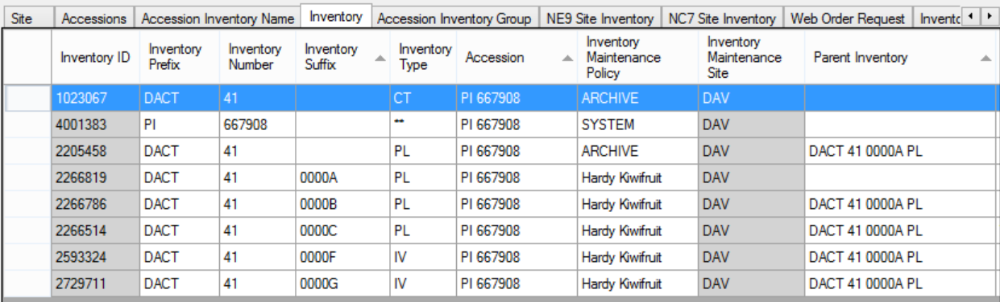 Site Accessions Accession Inventory Name Inventory Accession Inventory Group NE9 Site Inventory NC7 Site Inventory Web Order Request Invento
Inventory ID Inventory Prefix Inventory Number Inventory Suffix Inventory Type Accession Inventory Maintenance Policy Inventory Maintenance Site Parent Inventory
1023067 DACT 41 CT PI 667908 ARCHIVE DAV
4001383 PI 667908 ** PI 667908 SYSTEM DAV
2205458 DACT 41 PL PI 667908 ARCHIVE DAV DACT 41 0000A PL
2266819 DACT 41 0000A PL PI 667908 Hardy Kiwifruit DAV
2266786 DACT 41 0000B PL PI 667908 Hardy Kiwifruit DAV DACT 41 0000A PL
2266514 DACT 41 0000C PL PI 667908 Hardy Kiwifruit DAV DACT 41 0000A PL
2593324 DACT 41 0000F IV PI 667908 Hardy Kiwifruit DAV DACT 41 0000A PL
2729711 DACT 41 0000G IV PI 667908 Hardy Kiwifruit DAV DACT 41 0000A PL